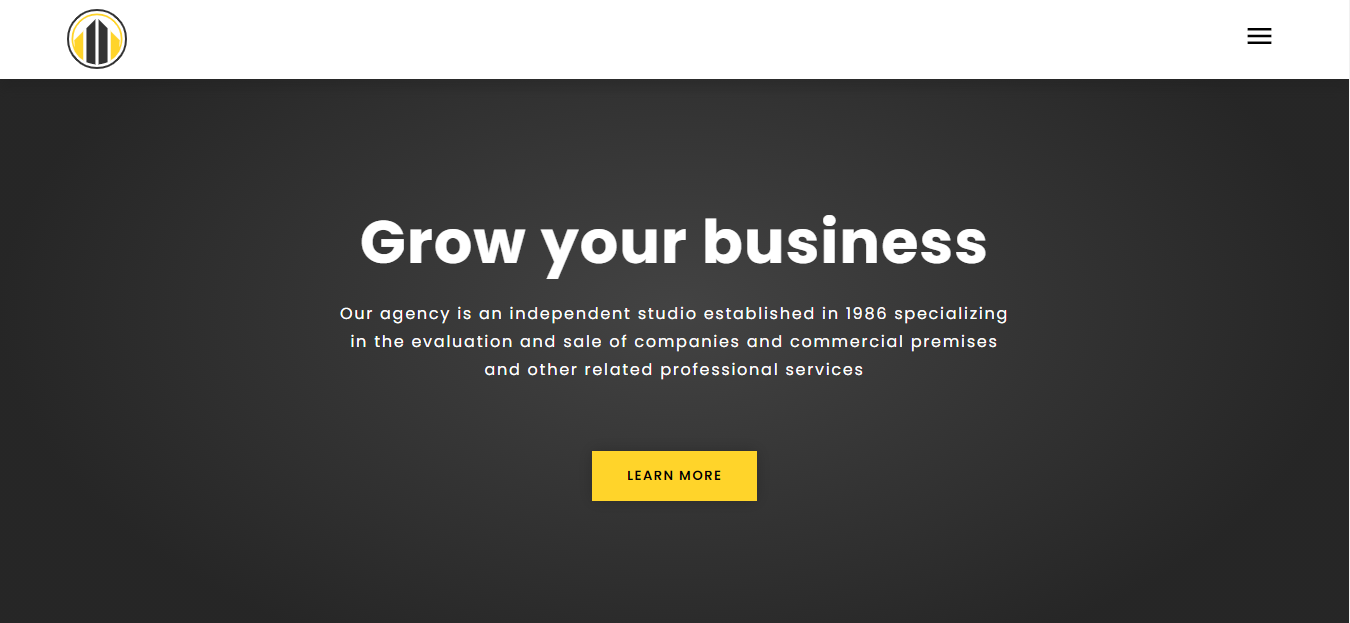 Grow your business
Our agency is an independent studio established in 1986 specializing
in the evaluation and sale of companies and commercial premises
and other related professional services
LEARN MORE